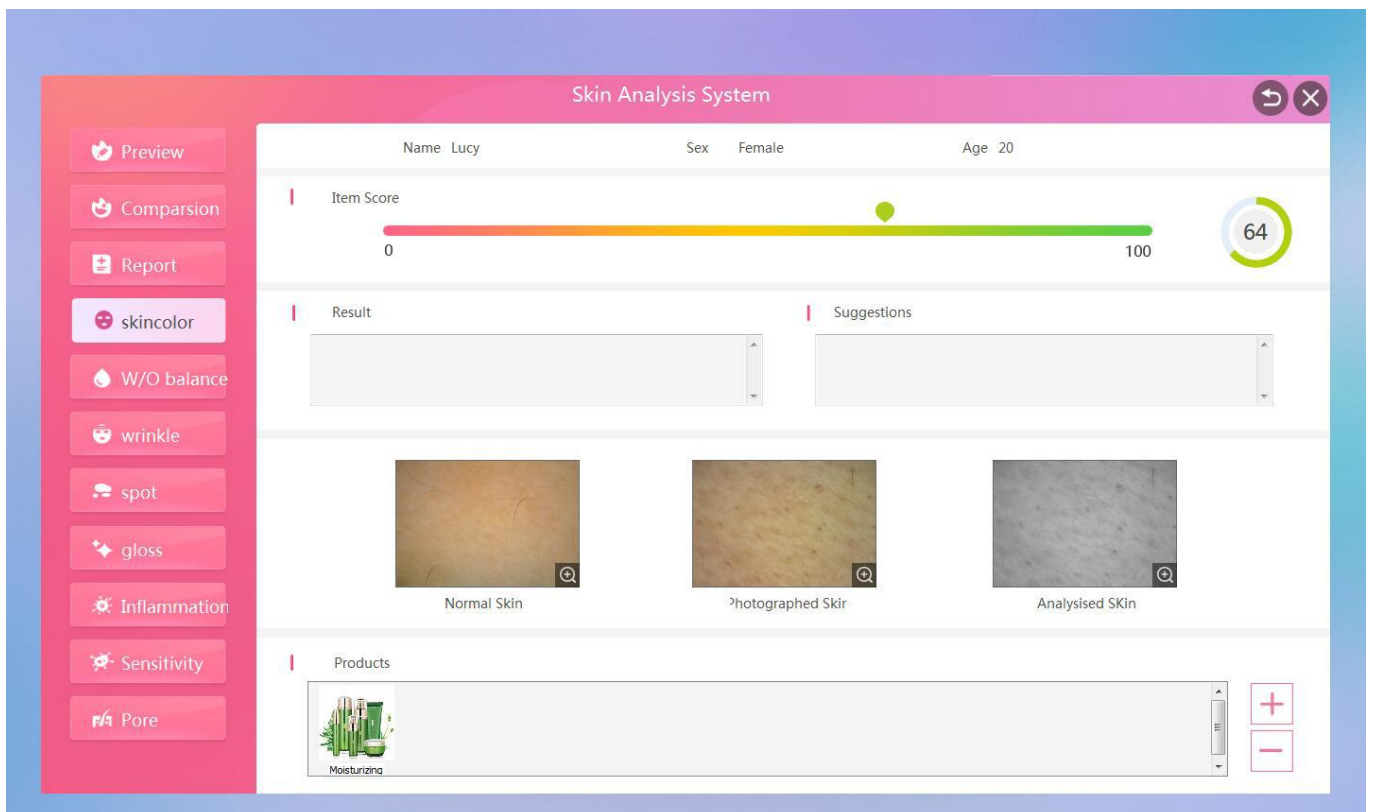 Skin Analysis System
Preview
Comparsion
Report
skincolor
W/O balance
wrinkle
spot
gloss
Inflammation
Sensitivity
Pore
Name Lucy Sex Female Age 20
Item Score
0 100
64
Result
Suggestions
Normal Skin
Photographed Skir
Analysised SKin
Products
Moisturizing